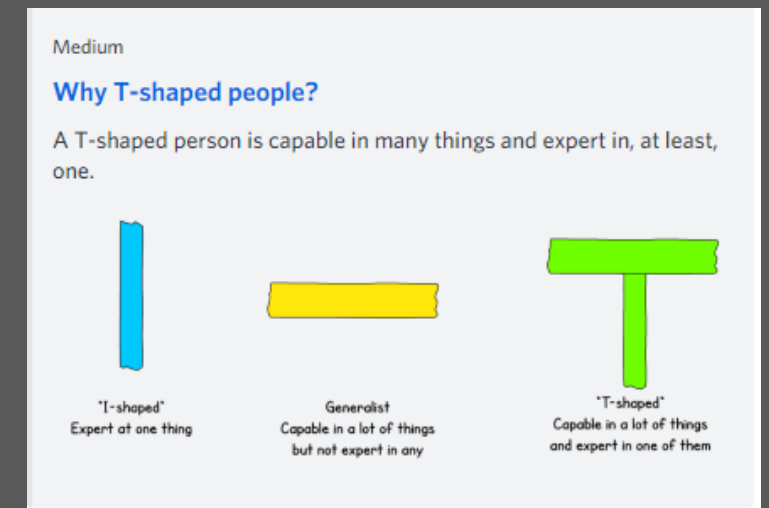 Medium
Why T-shaped people?
A T-shaped person is capable in many things and expert in, at least,
one.
"I-shaped"
Expert at one thing
Generalist
Capable in a lot of things
but not expert in any
"T-shaped"
Capable in a lot of things
and expert in one of them